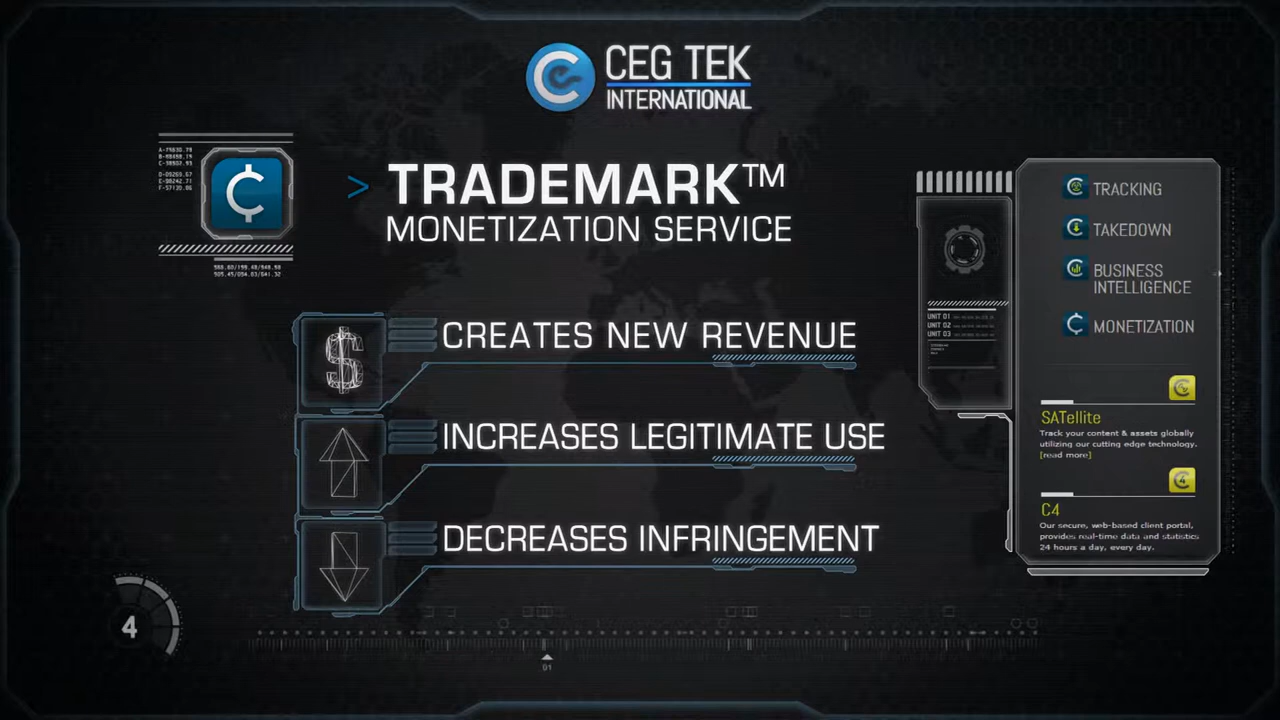 CEG TEK
INTERNATIONAL
> TRADEMARK™
MONETIZATION SERVICE
CREATES NEW REVENUE
INCREASES LEGITIMATE USE
DECREASES INFRINGEMENT
TRACKING
TAKEDOWN
BUSINESS
INTELLIGENCE
MONETIZATION
UNIT 01
UNIT 02
UNIT 03
SATellite
Track your content & assets globally
utilizing our cutting edge technology.
[read more]
C4
Our secure, web-based client portal,
provides real-time data and statistics
24 hours a day, every day.
4
01